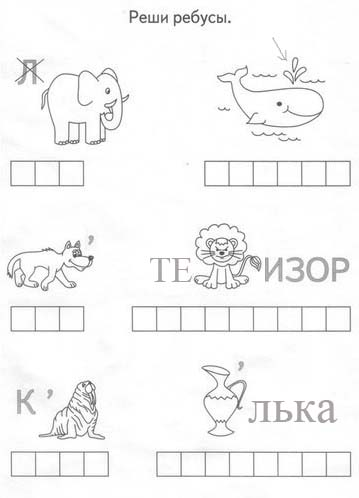 Реши ребусы.
Л
,
ТЕ ИЗОР
К ,
, лька